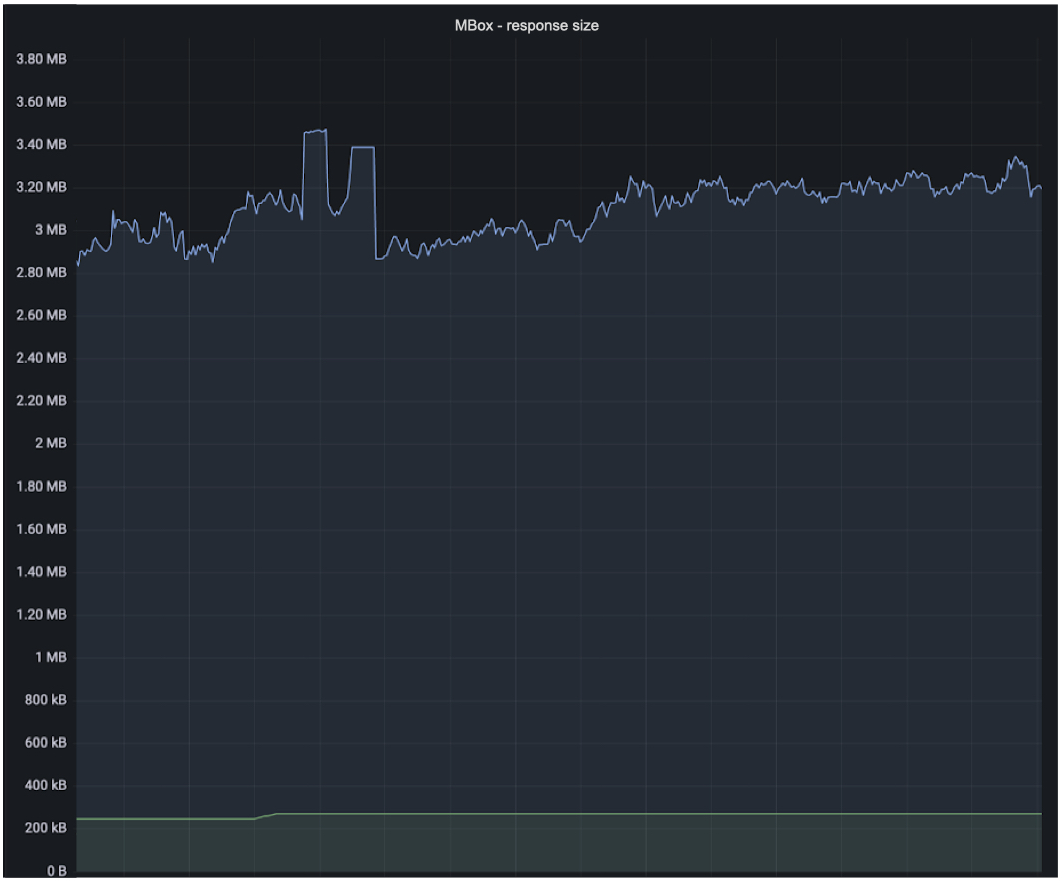 MBox - response size
3.80 MB
3.60 MB
3.40 MB
3.20 MB
3 MB
2.80 MB
2.60 MB
2.40 MB
2.20 MB
2 MB
1.80 MB
1.60 MB
1.40 MB
1.20 MB
1 MB
800 kB
600 kB
400 kB
200 kB
0 B